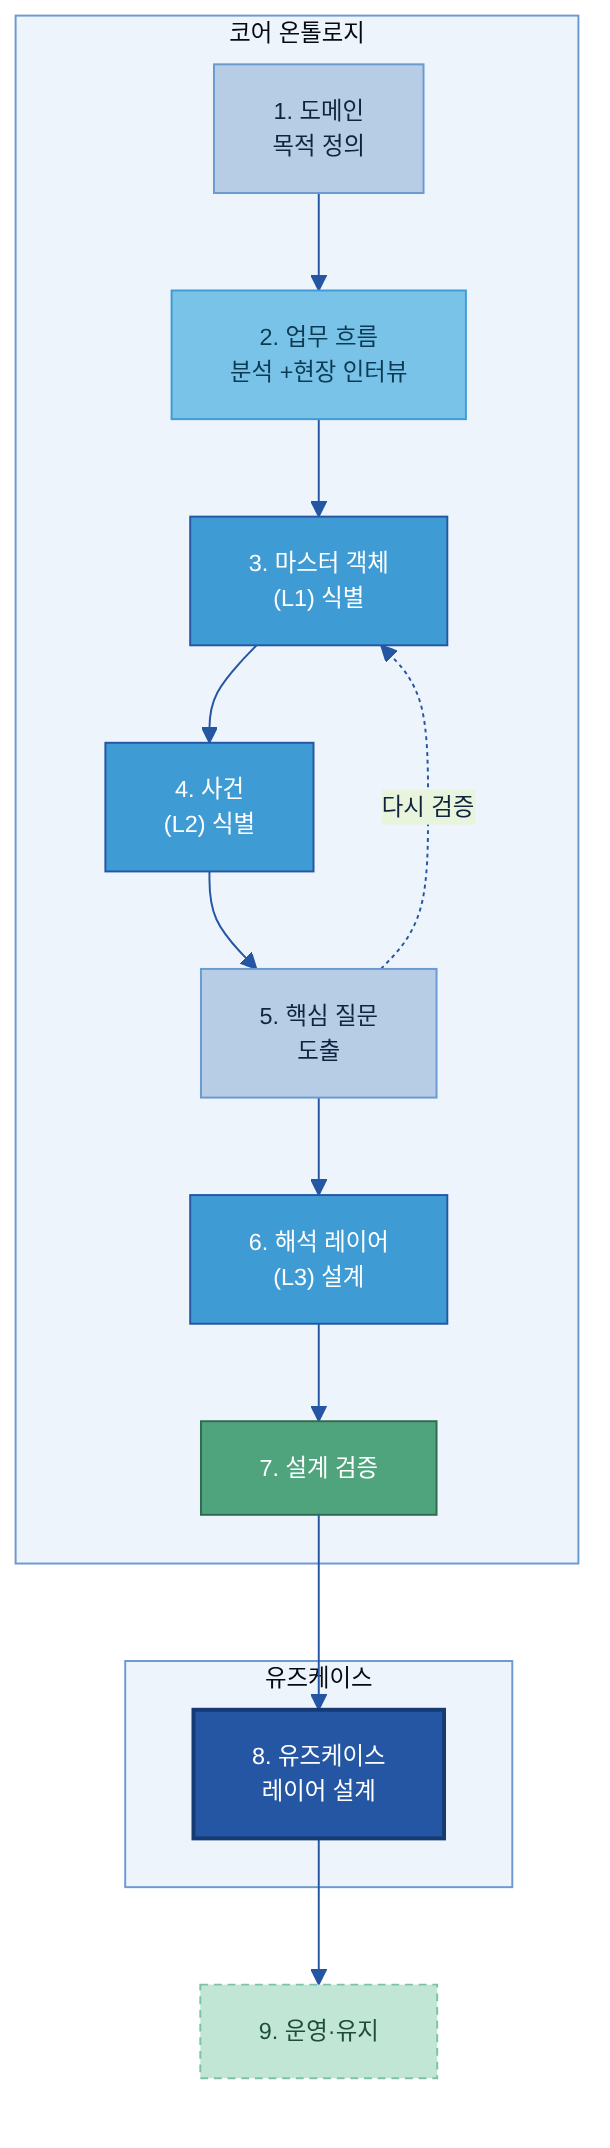 코어 온톨로지
1. 도메인
목적 정의
2. 업무 흐름
분석 +현장 인터뷰
3. 마스터 객체
(L1) 식별
4. 사건
(L2) 식별
다시 검증
5. 핵심 질문
도출
6. 해석 레이어
(L3) 설계
7. 설계 검증
유즈케이스
8. 유즈케이스
레이어 설계
9. 운영·유지